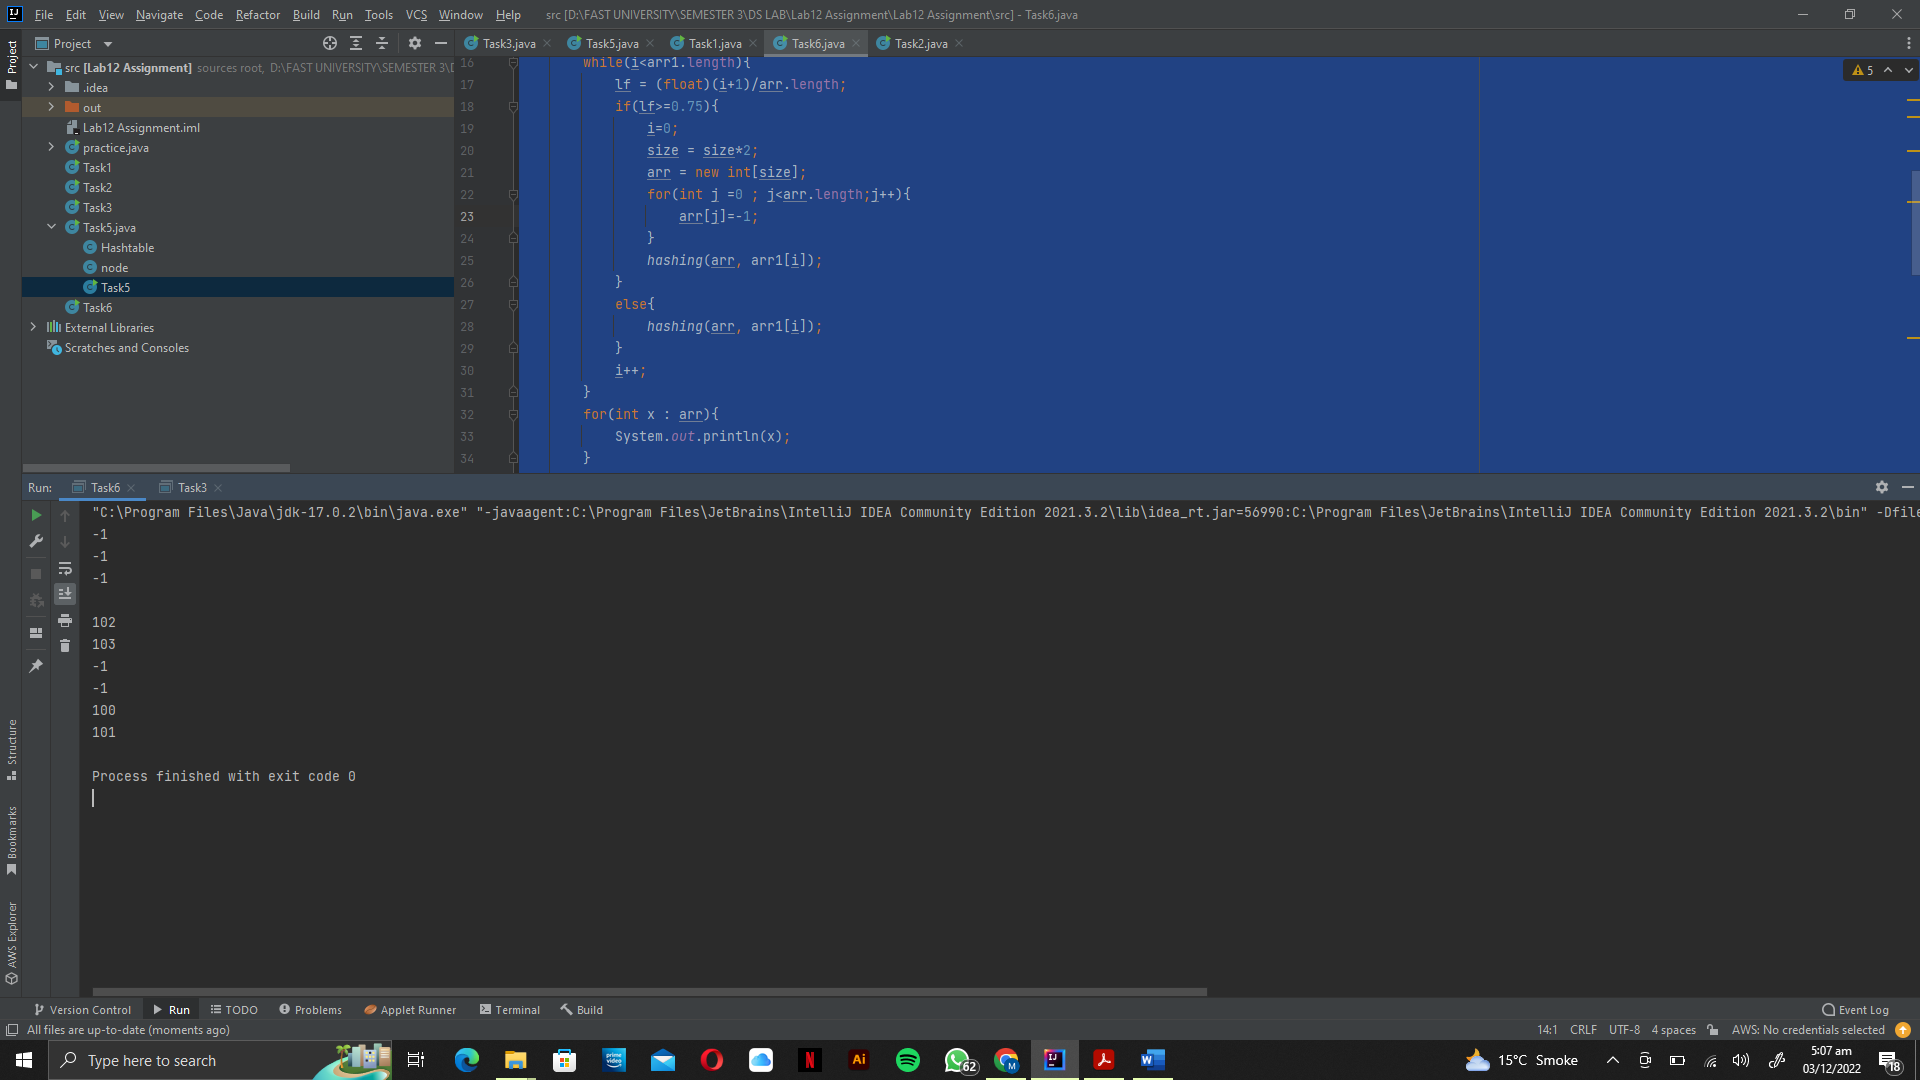 File Edit View Navigate Code Refactor Build Run Tools VCS Window Help src [D:\FAST UNIVERSITY\SEMESTER 3\DS LAB\Lab12 Assignment\Lab12 Assignment\src] - Task6.java
Project
Project
Task3.java
Task5.java
Task1.java
Task6.java
Task2.java
src [Lab12 Assignment] sources root, D:\FAST UNIVERSITY\SEMESTER 3\D
.idea
out
Lab12 Assignment.iml
practice.java
Task1
Task2
Task3
Task5.java
Hashtable
node
Task5
Task6
External Libraries
Scratches and Consoles
16 while(i<arr1.length){
17 lf = (float)(i+1)/arr.length;
18 if(lf>=0.75){
19 i=0;
20 size = size*2;
21 arr = new int[size];
22 for(int j =0 ; j<arr.length;j++){
23 arr[j]=-1;
24 }
25 hashing(arr, arr1[i]);
26 }
27 else{
28 hashing(arr, arr1[i]);
29 }
30 i++;
31 }
32 for(int x : arr){
33 System.out.println(x);
34 }
5
Run: Task6 Task3
"C:\Program Files\Java\jdk-17.0.2\bin\java.exe" "-javaagent:C:\Program Files\JetBrains\IntelliJ IDEA Community Edition 2021.3.2\lib\idea_rt.jar=56990:C:\Program Files\JetBrains\IntelliJ IDEA Community Edition 2021.3.2\bin" -Dfile
-1
-1
-1
102
103
-1
-1
100
101
Process finished with exit code 0
Structure
Bookmarks
AWS Explorer
Version Control Run TODO Problems Applet Runner Terminal Build Event Log
All files are up-to-date (moments ago) 14:1 CRLF UTF-8 4 spaces AWS: No credentials selected
Type here to search
prime video
N
Ai
62
M
IJ
W
15°C Smoke
5:07 am
03/12/2022
18